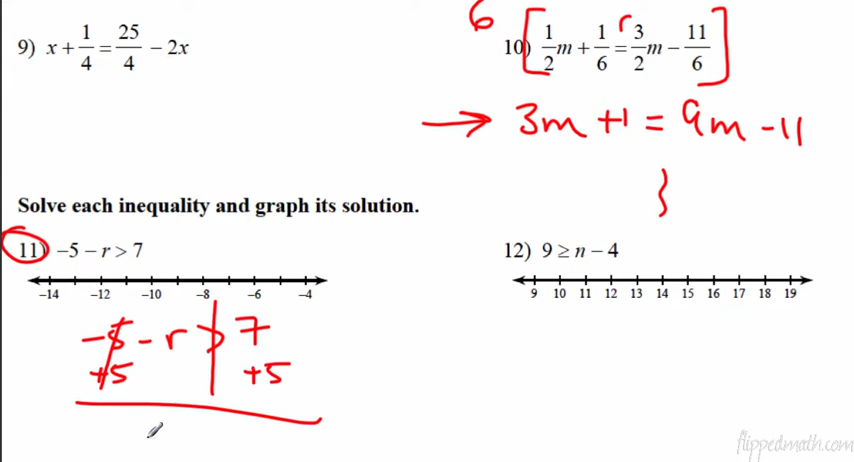 9) x + 1/4 = 25/4 − 2x
6
10) [1/2 m + 1/6 = 3/2 m − 11/6]
→ 3m + 1 = 9m − 11
Solve each inequality and graph its solution.
11) −5 − r > 7
−14 −12 −10 −8 −6 −4
−5 − r > 7
+5 +5
12) 9 ≥ n − 4
9 10 11 12 13 14 15 16 17 18 19
flippedmath.com